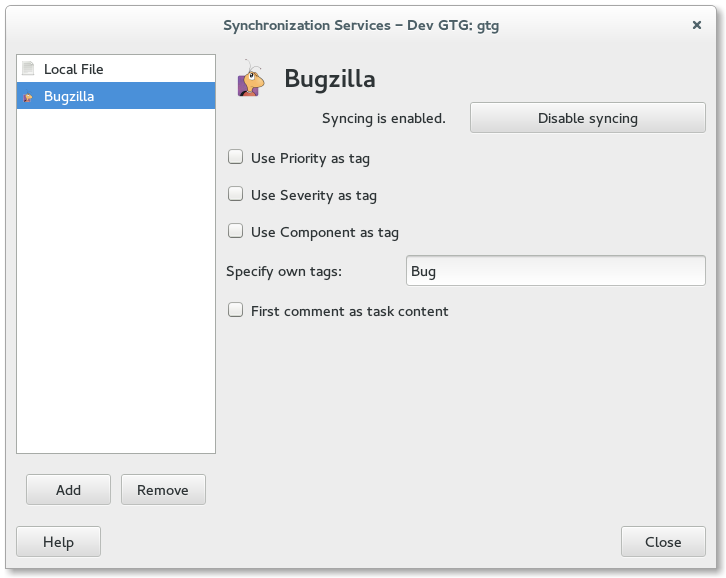 Synchronization Services – Dev GTG: gtg
Local File
Bugzilla
Bugzilla
Syncing is enabled.
Disable syncing
Use Priority as tag
Use Severity as tag
Use Component as tag
Specify own tags:
Bug
First comment as task content
Add
Remove
Help
Close